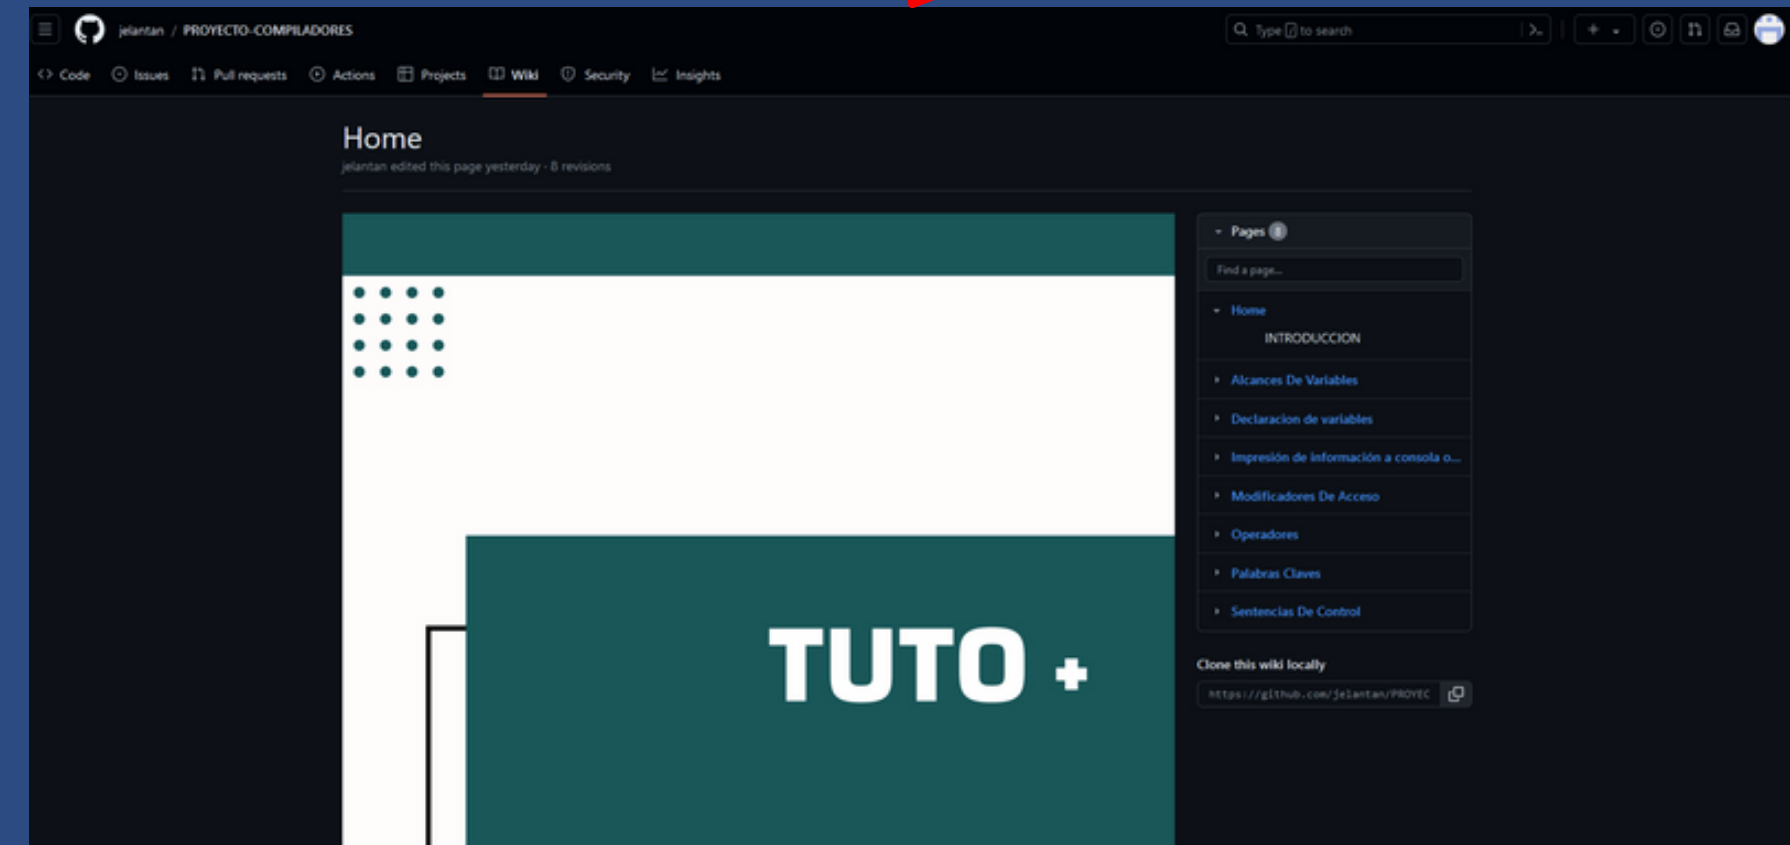 jelantan / PROYECTO-COMPILADORES
Type / to search
Code Issues Pull requests Actions Projects Wiki Security Insights
Home
jelantan edited this page yesterday · 8 revisions
Pages 8
Find a page...
Home
INTRODUCCION
Alcances De Variables
Declaracion de variables
Impresión de información a consola o...
Modificadores De Acceso
Operadores
Palabras Claves
Sentencias De Control
TUTO +
Clone this wiki locally
https://github.com/jelantan/PROYEC